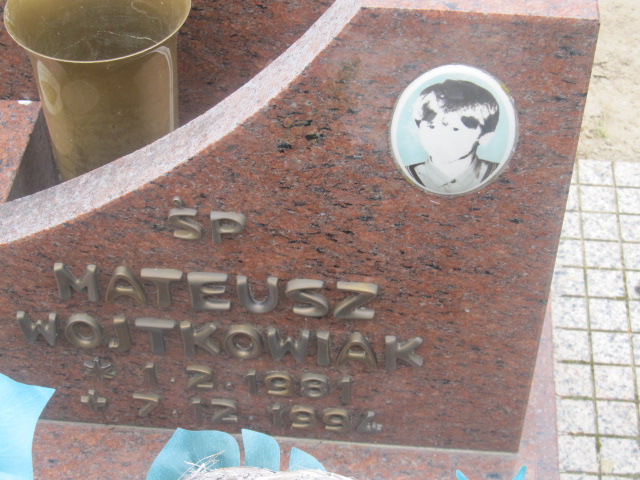 ŚP
MATEUSZ
WOJTKOWIAK
* 1.2.1981
+ 7.12.1994